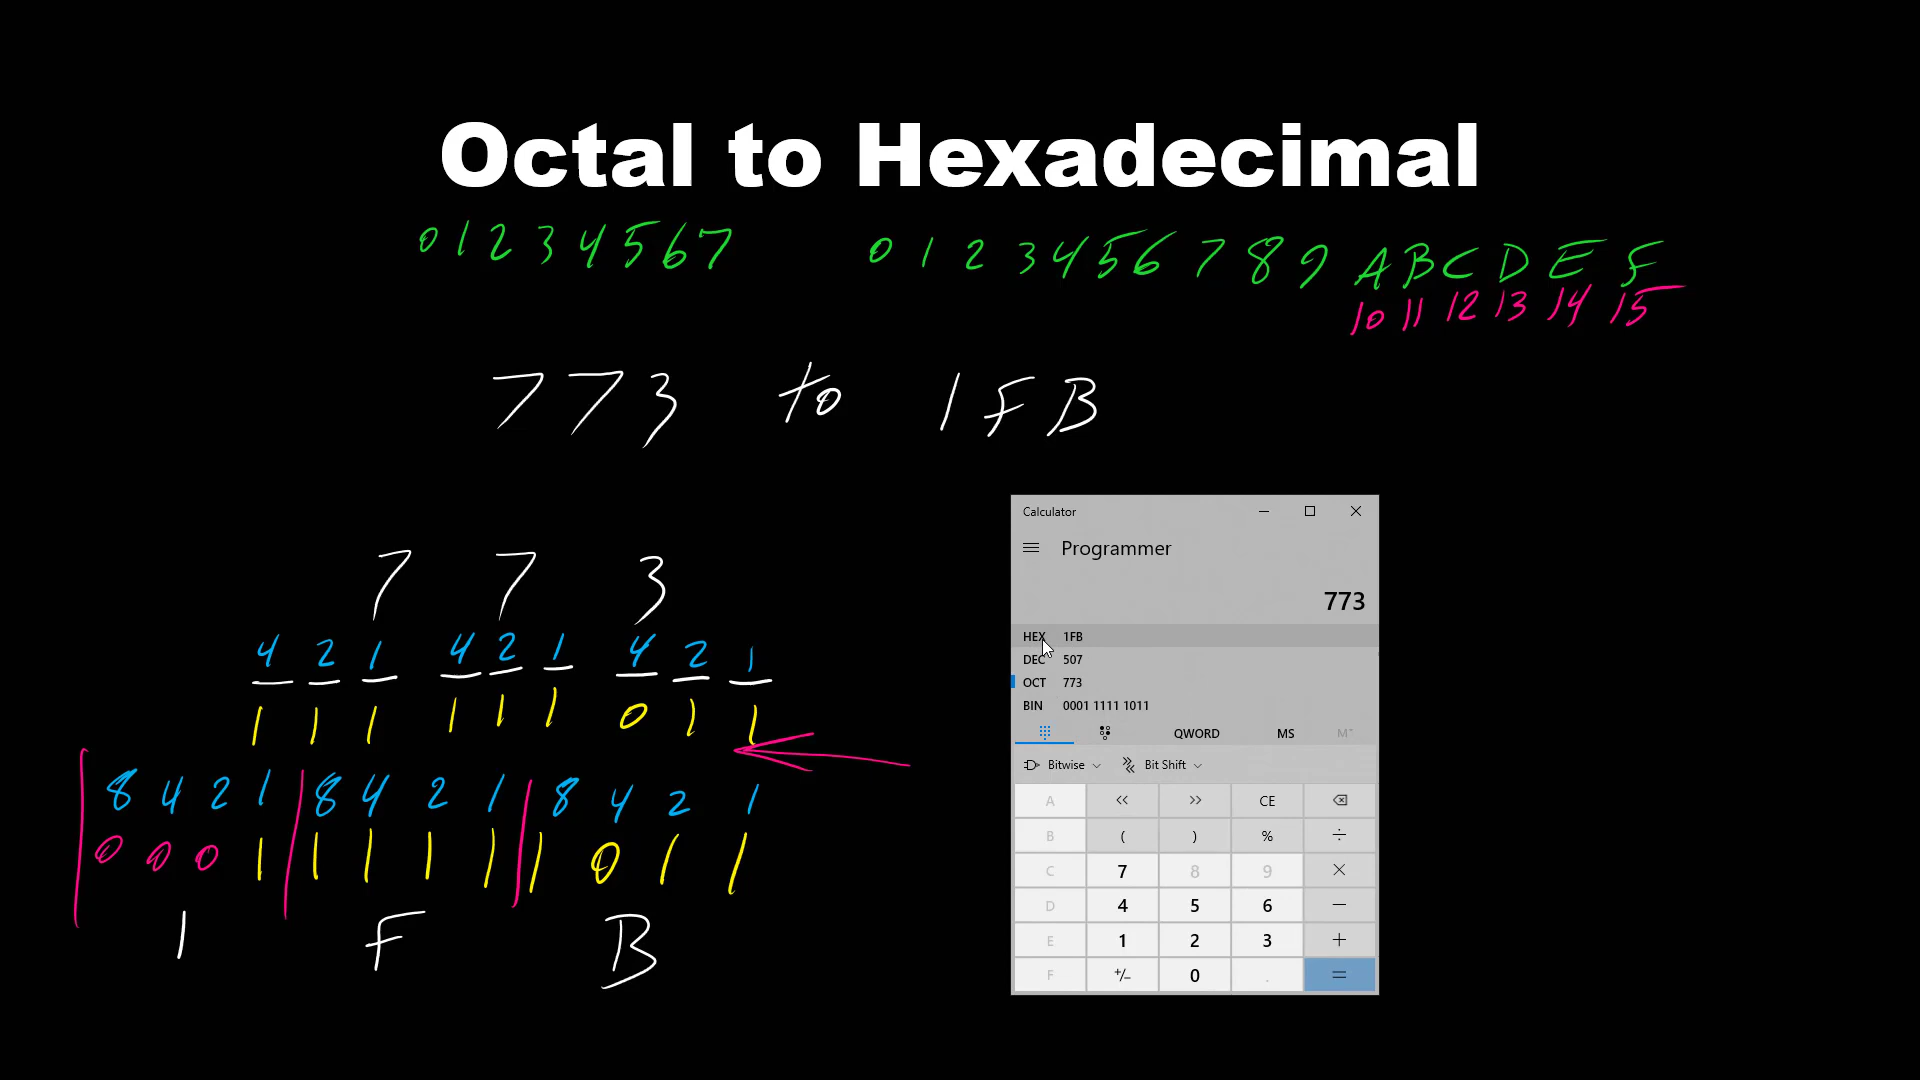 Octal to Hexadecimal
0 1 2 3 4 5 6 7 0 1 2 3 4 5 6 7 8 9 A B C D E F
10 11 12 13 14 15
773 to 1FB
7 7 3
4 2 1 4 2 1 4 2 1
1 1 1 1 1 1 0 1 1
8 4 2 1 8 4 2 1 8 4 2 1
0 0 0 1 1 1 1 1 1 0 1 1
1 F B
Calculator
Programmer
773
HEX 1FB
DEC 507
OCT 773
BIN 0001 1111 1011
QWORD MS M˅
Bitwise Bit Shift
A << >> CE
B ( ) % ÷
C 7 8 9 ×
D 4 5 6 −
E 1 2 3 +
F +/− 0 . =